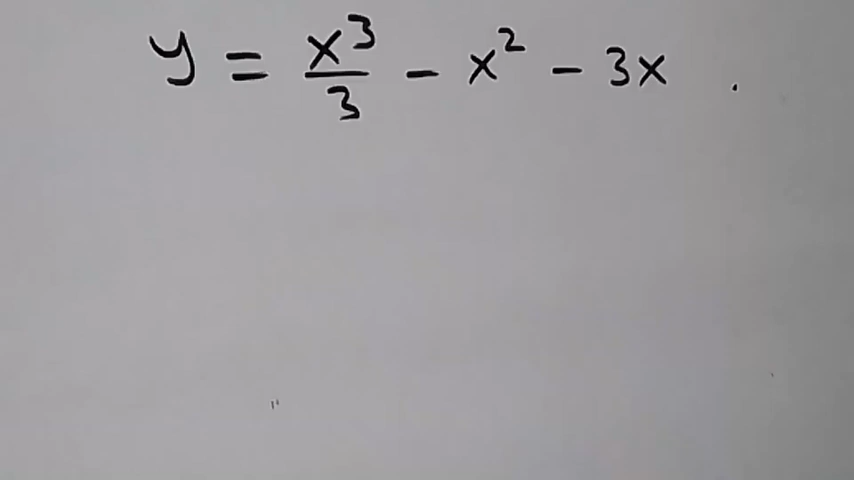 y = x³/3 - x² - 3x .